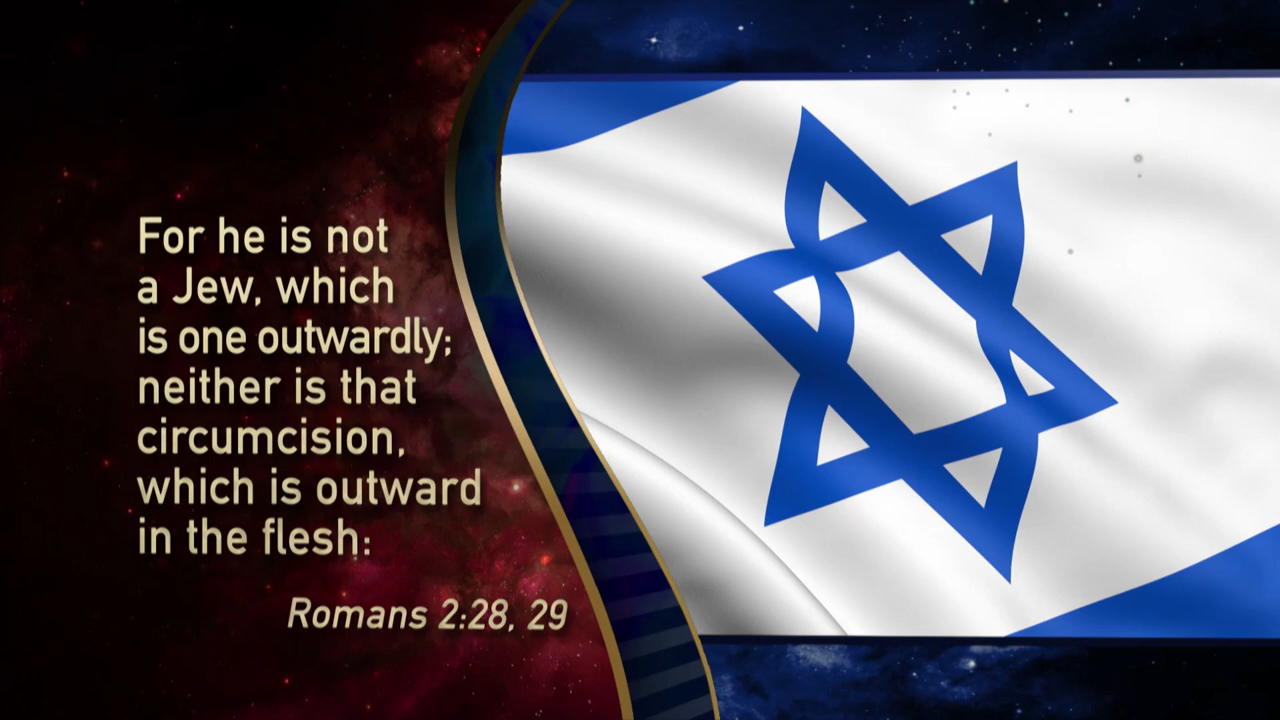 For he is not
a Jew, which
is one outwardly;
neither is that
circumcision,
which is outward
in the flesh:
Romans 2:28, 29